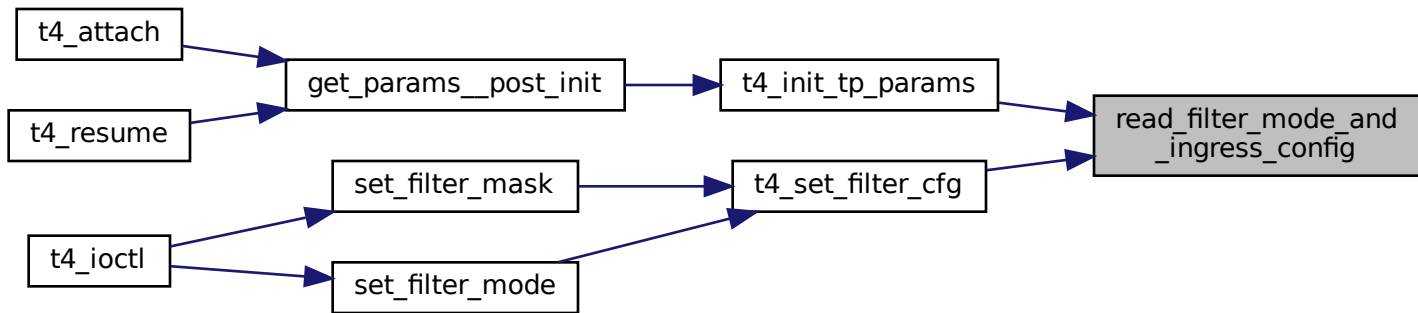 t4_attach
get_params__post_init
t4_init_tp_params
read_filter_mode_and
_ingress_config
t4_resume
set_filter_mask
t4_set_filter_cfg
t4_ioctl
set_filter_mode